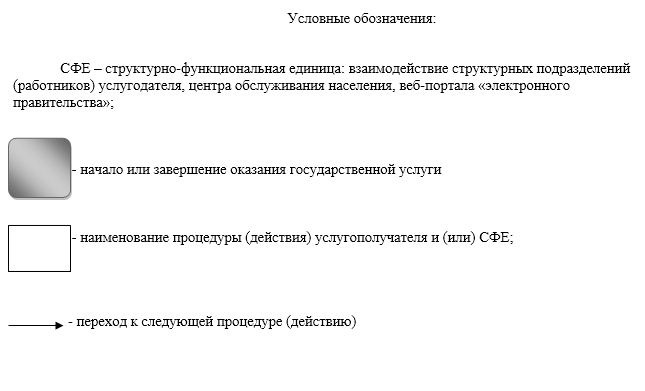 Условные обозначения:
СФЕ – структурно-функциональная единица: взаимодействие структурных подразделений
(работников) услугодателя, центра обслуживания населения, веб-портала «электронного
правительства»;
- начало или завершение оказания государственной услуги
- наименование процедуры (действия) услугополучателя и (или) СФЕ;
- переход к следующей процедуре (действию)